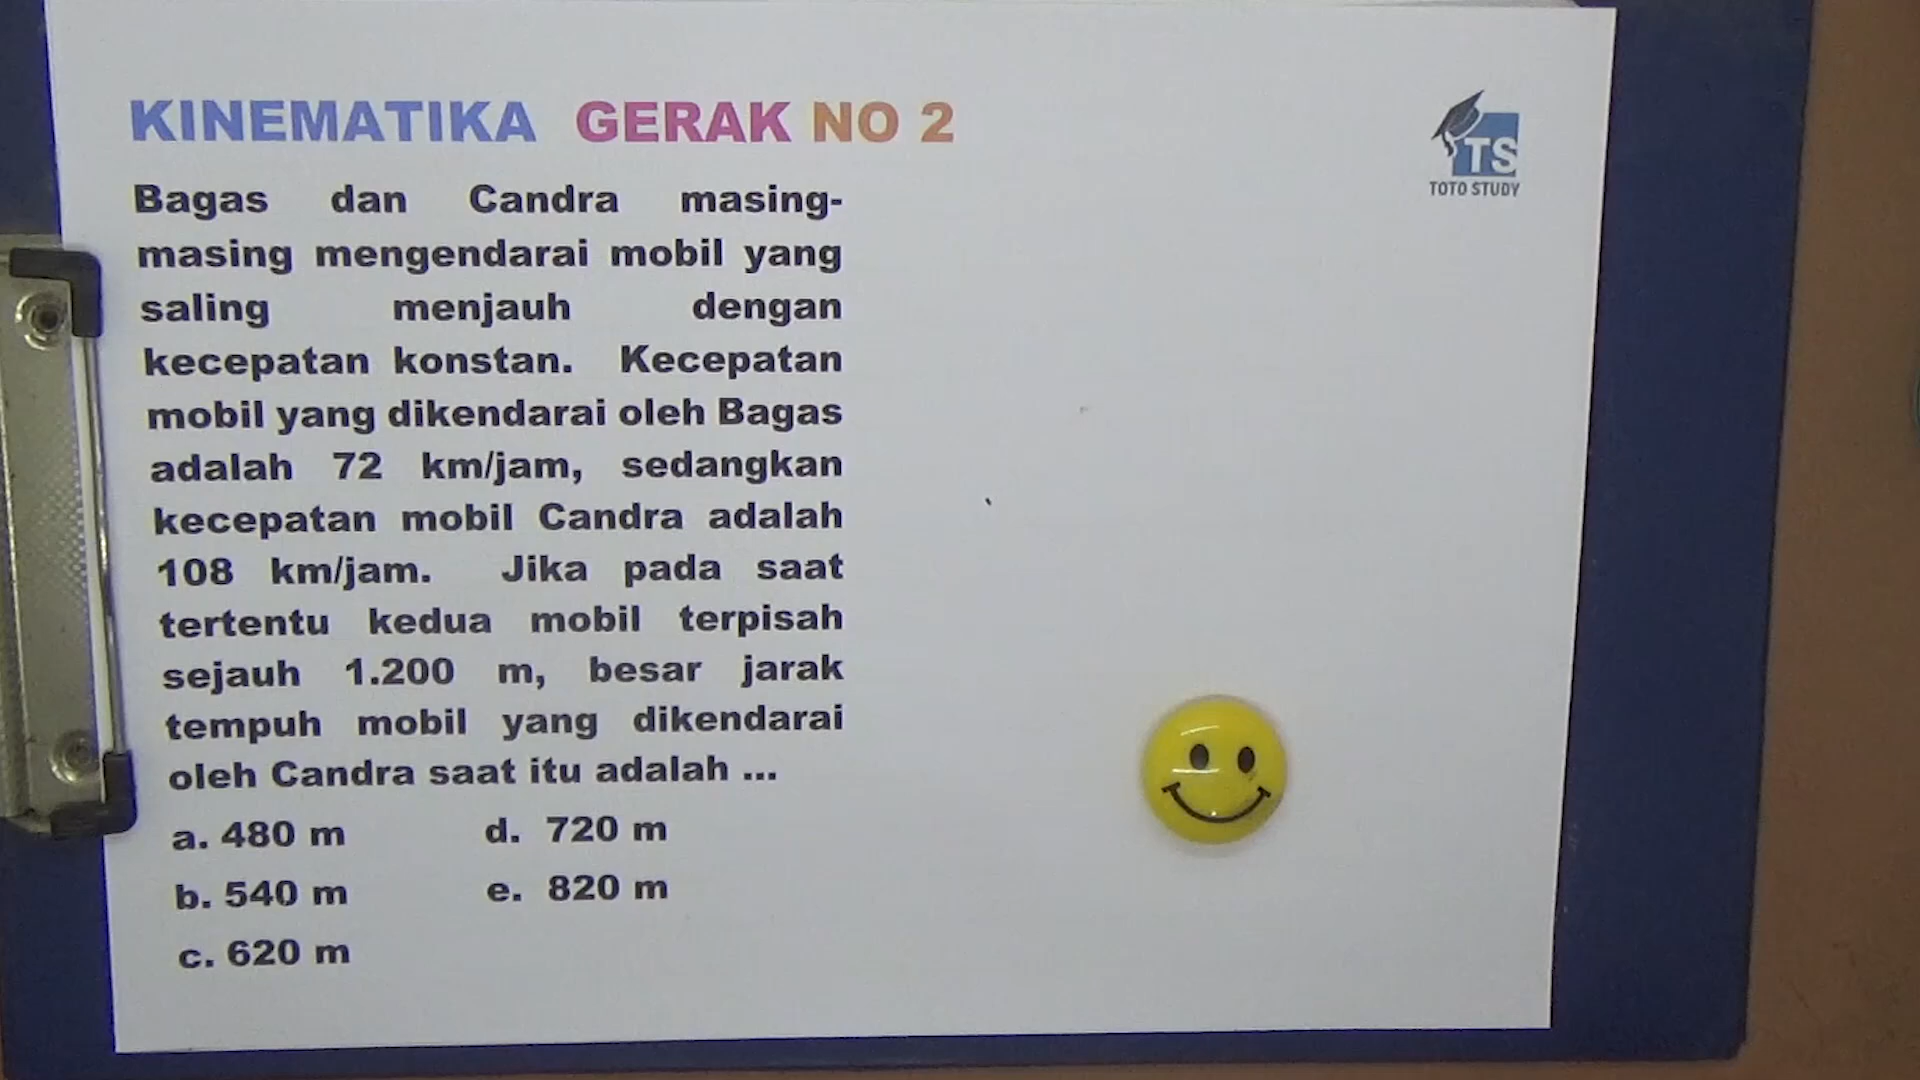 KINEMATIKA GERAK NO 2
TS
TOTO STUDY
Bagas dan Candra masing-
masing mengendarai mobil yang
saling menjauh dengan
kecepatan konstan. Kecepatan
mobil yang dikendarai oleh Bagas
adalah 72 km/jam, sedangkan
kecepatan mobil Candra adalah
108 km/jam. Jika pada saat
tertentu kedua mobil terpisah
sejauh 1.200 m, besar jarak
tempuh mobil yang dikendarai
oleh Candra saat itu adalah ...
a. 480 m
b. 540 m
c. 620 m
d. 720 m
e. 820 m